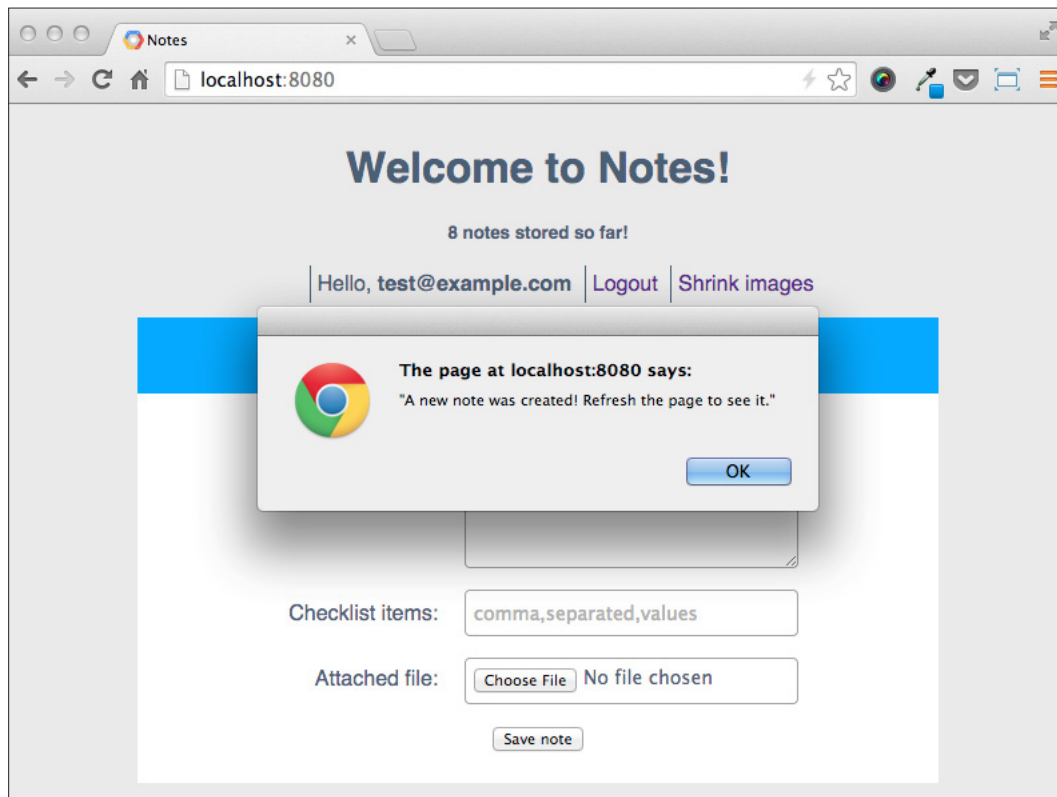 Notes
localhost:8080
Welcome to Notes!
8 notes stored so far!
Hello, test@example.com Logout Shrink images
The page at localhost:8080 says:
"A new note was created! Refresh the page to see it."
OK
Checklist items: comma,separated,values
Attached file: Choose File No file chosen
Save note